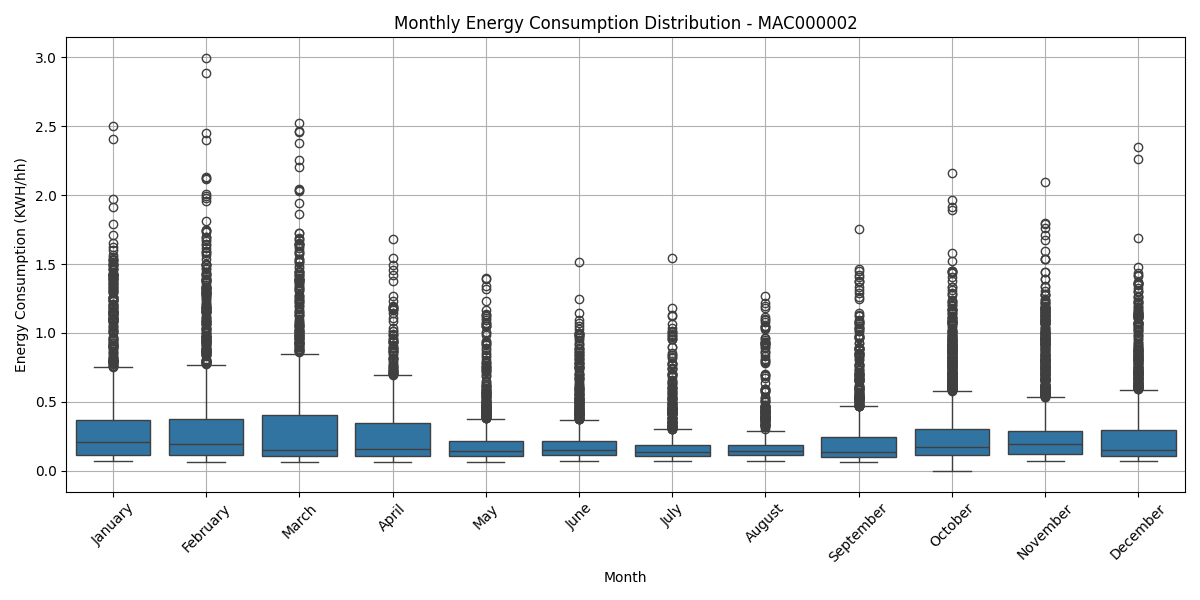 Monthly Energy Consumption Distribution - MAC000002
Energy Consumption (KWH/hh)
3.0
2.5
2.0
1.5
1.0
0.5
0.0
January
February
March
April
May
June
July
August
September
October
November
December
Month